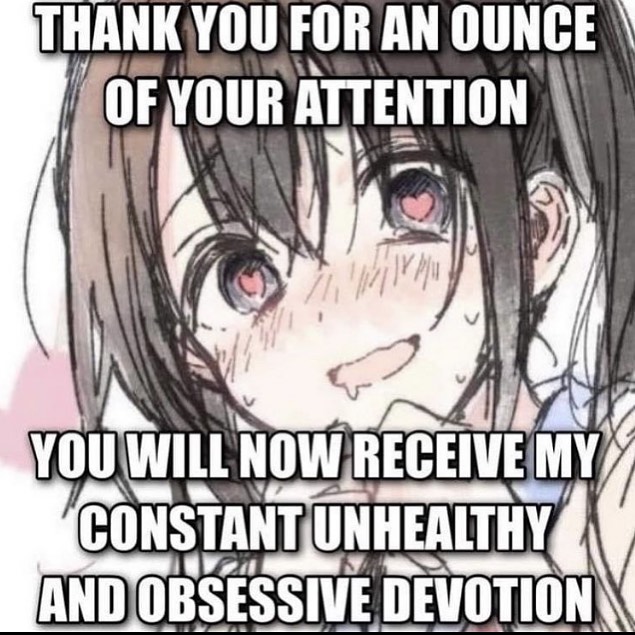 THANK YOU FOR AN OUNCE
OF YOUR ATTENTION
YOU WILL NOW RECEIVE MY
CONSTANT UNHEALTHY
AND OBSESSIVE DEVOTION